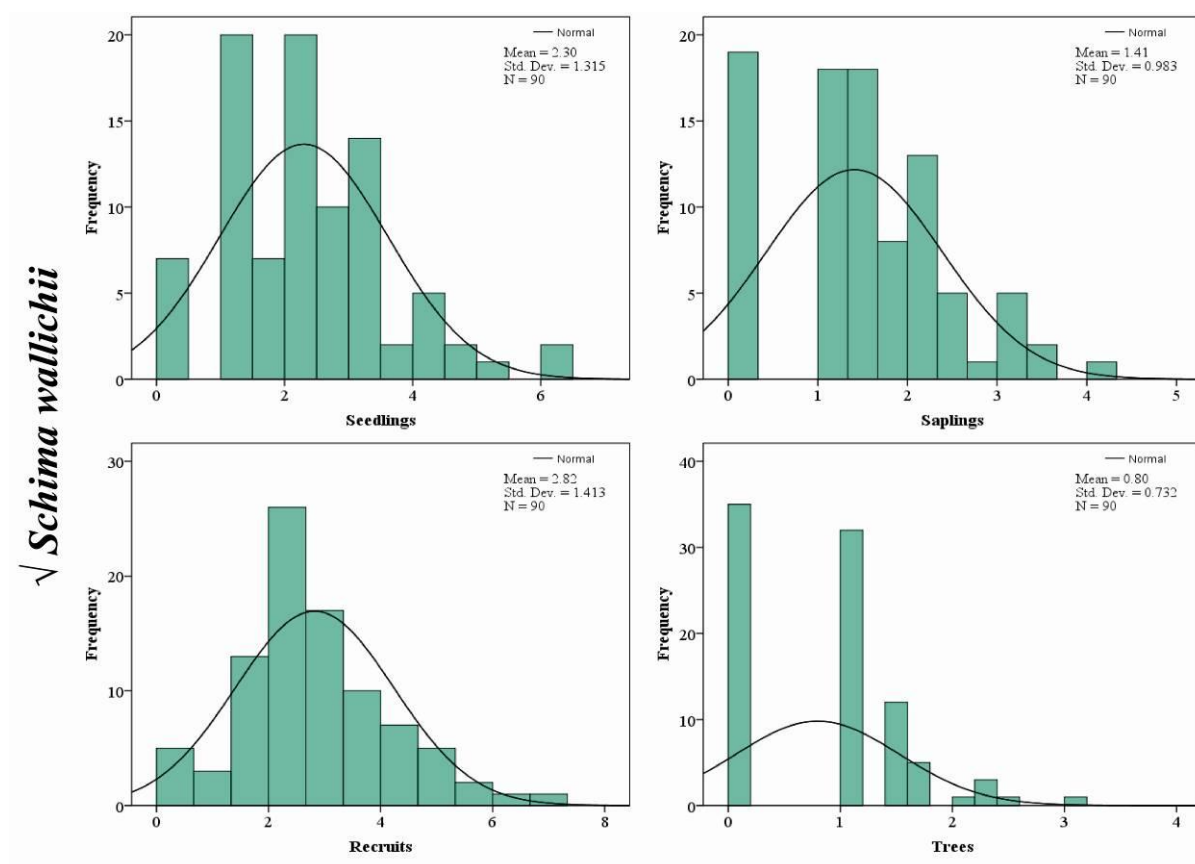 √ Schima wallichii
Normal
Mean = 2.30
Std. Dev. = 1.315
N = 90
Frequency
20
15
10
5
0
0 2 4 6
Seedlings
Normal
Mean = 1.41
Std. Dev. = 0.983
N = 90
Frequency
20
15
10
5
0
0 1 2 3 4 5
Saplings
Normal
Mean = 2.82
Std. Dev. = 1.413
N = 90
Frequency
30
20
10
0
0 2 4 6 8
Recruits
Normal
Mean = 0.80
Std. Dev. = 0.732
N = 90
Frequency
40
30
20
10
0
0 1 2 3 4
Trees